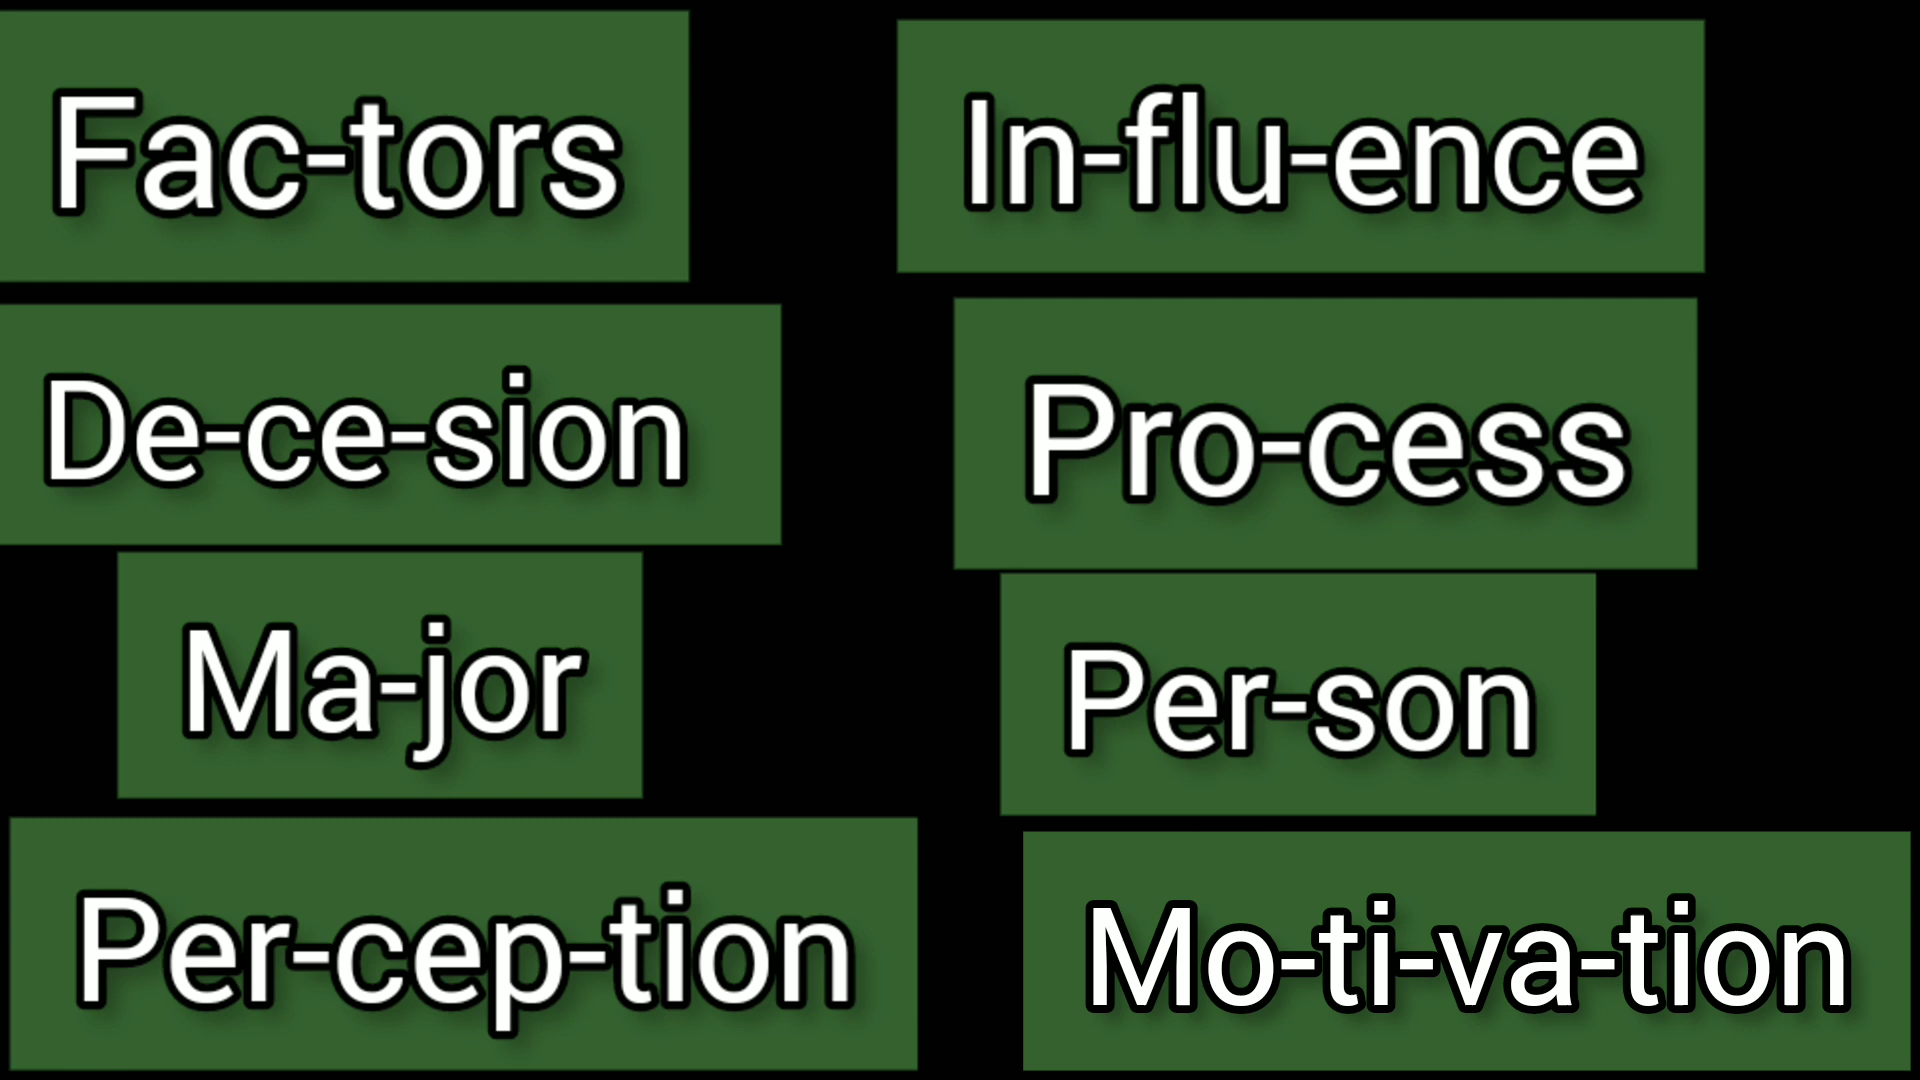 Fac-tors
In-flu-ence
De-ce-sion
Pro-cess
Ma-jor
Per-son
Per-cep-tion
Mo-ti-va-tion